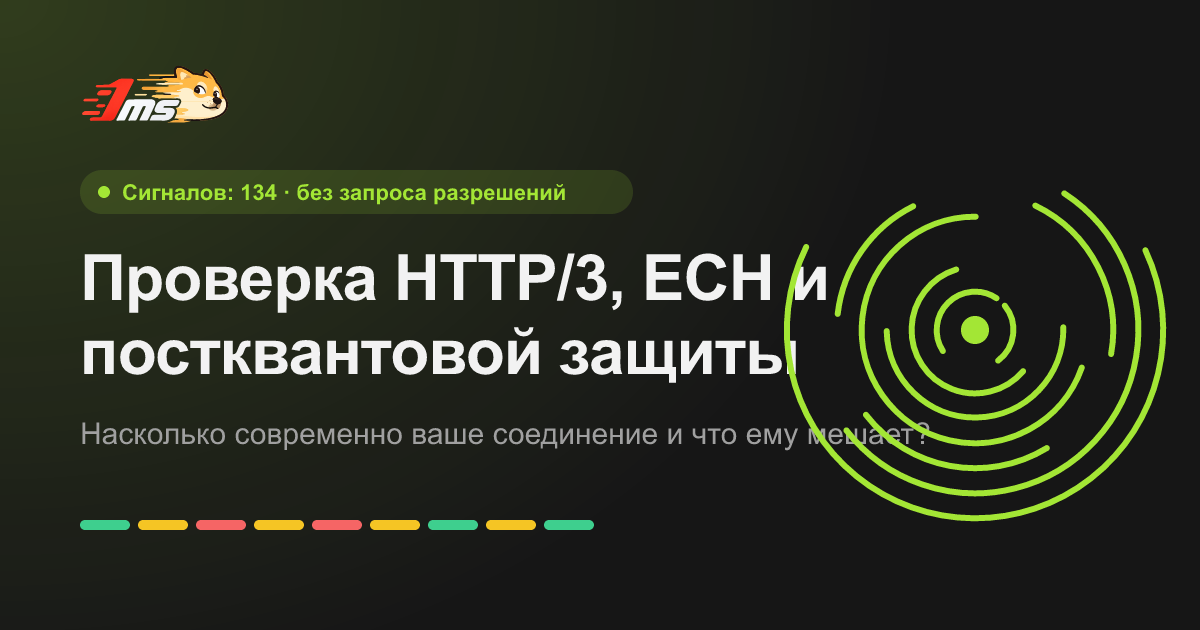 1ms
Сигналов: 134 · без запроса разрешений
Проверка HTTP/3, ECH и
постквантовой защиты
Насколько современно ваше соединение и что ему мешает?